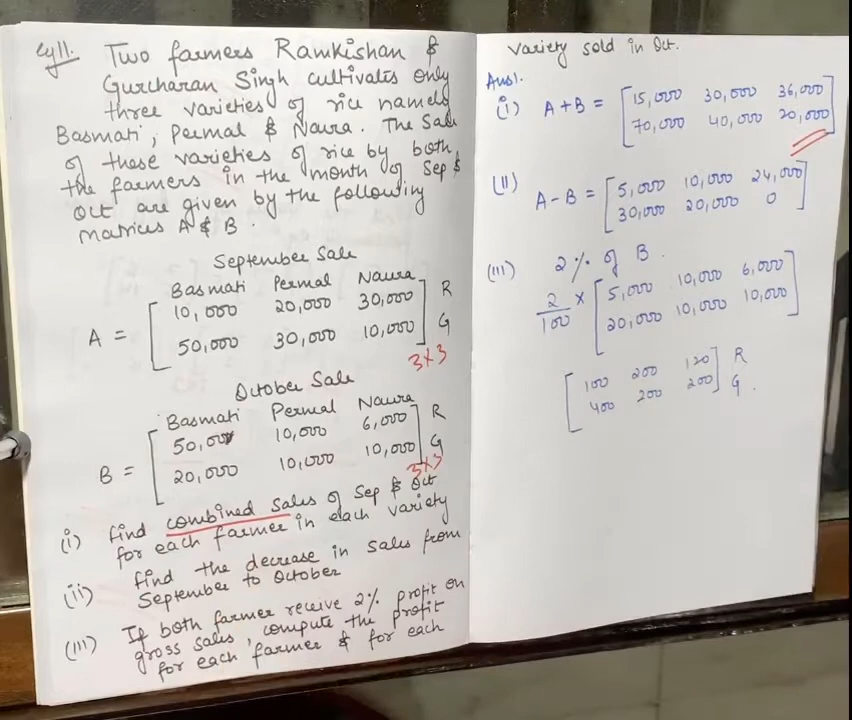 Eg11. Two farmers Ramkishan &
Gurcharan Singh cultivates only
three varieties of rice namely
Basmati, Permal & Naura. The Sale
of these varieties of rice by both
the farmers in the month of Sep &
Oct are given by the following
matrices A & B.
September Sale
Basmati Permal Naura
10,000 20,000 30,000 R
A =
50,000 30,000 10,000 G
3×3
October Sale
Basmati Permal Naura
50,000 10,000 6,000 R
B =
20,000 10,000 10,000 G
3×3
(i) find combined sales of Sep & Oct
for each farmer in each variety
(ii) find the decrease in sales from
September to October
(III) If both farmer receive 2% profit on
gross sales, compute the profit
for each farmer & for each
variety sold in Oct.
Ans1.
(i) A+B = 15,000 30,000 36,000
70,000 40,000 20,000
(II) A-B = 5,000 10,000 24,000
30,000 20,000 0
(III) 2% of B.
2/100 × 5,000 10,000 6,000
20,000 10,000 10,000
100 200 120 R
400 200 200 G.